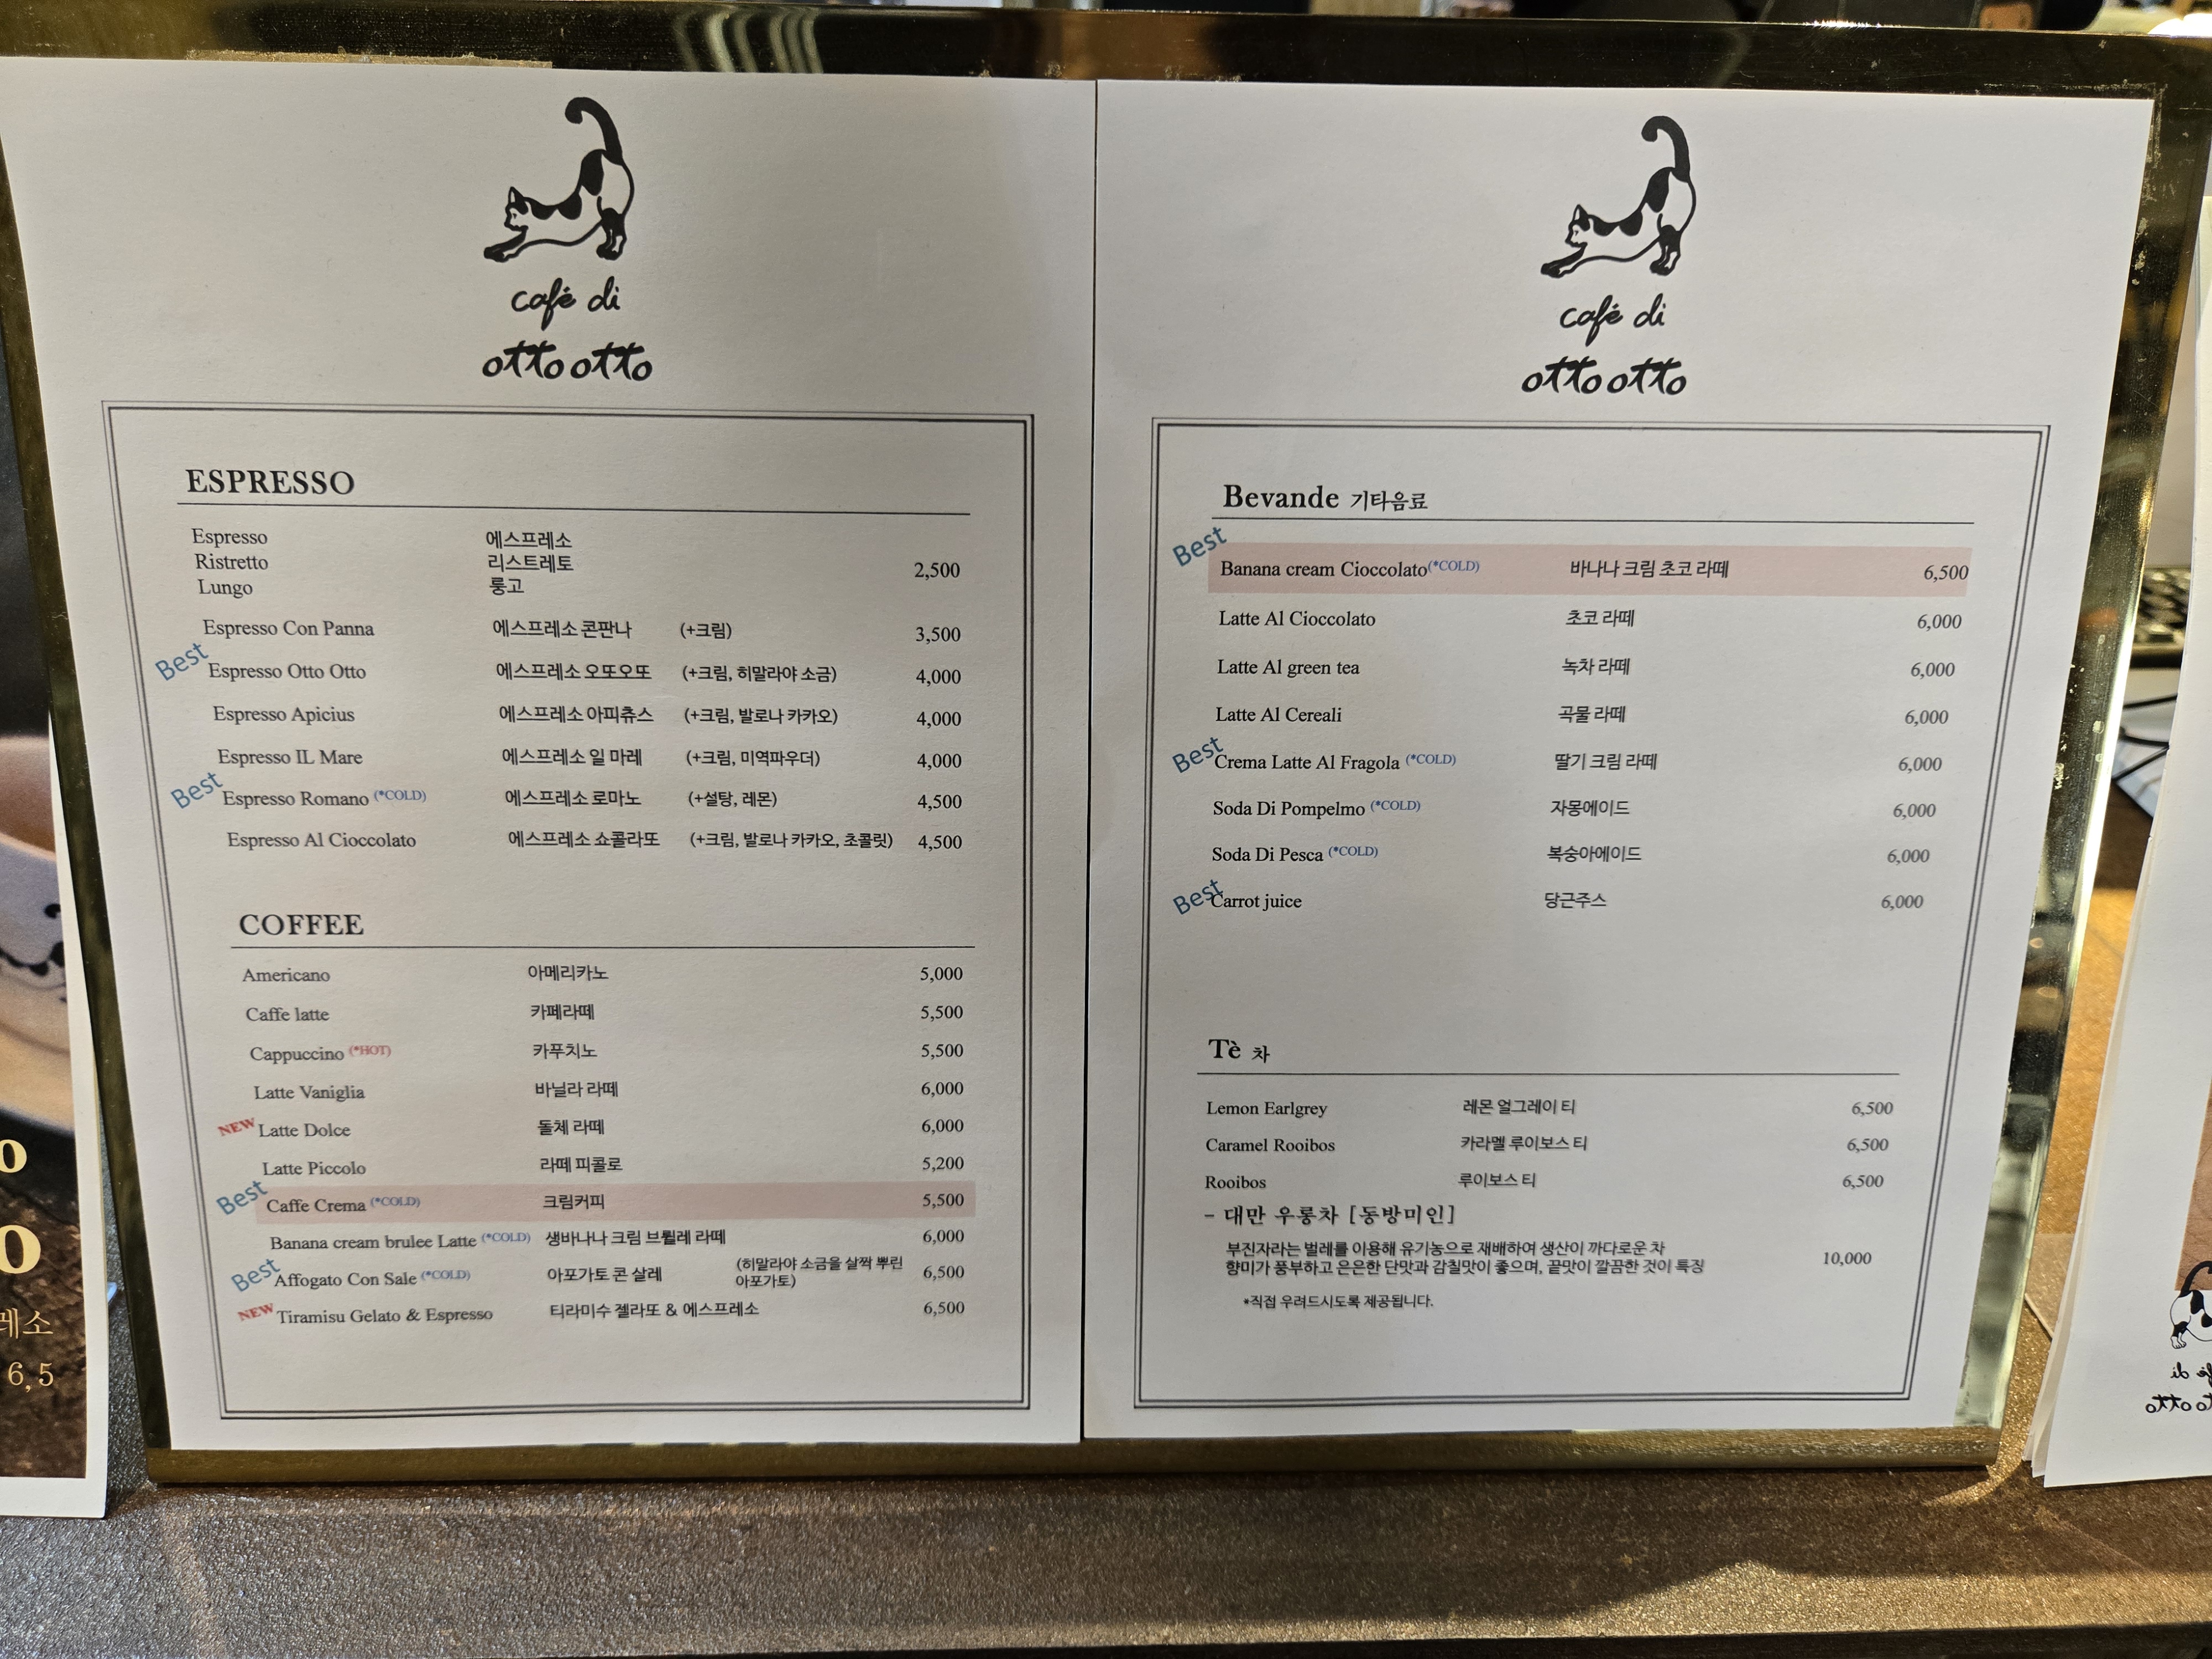 café di
otto otto
ESPRESSO
Espresso 에스프레소
Ristretto 리스트레토 2,500
Lungo 룽고
Espresso Con Panna 에스프레소 콘판나 (+크림) 3,500
Best
Espresso Otto Otto 에스프레소 오또오또 (+크림, 히말라야 소금) 4,000
Espresso Apicius 에스프레소 아피츄스 (+크림, 발로나 카카오) 4,000
Espresso IL Mare 에스프레소 일 마레 (+크림, 미역파우더) 4,000
Best
Espresso Romano (*COLD) 에스프레소 로마노 (+설탕, 레몬) 4,500
Espresso Al Cioccolato 에스프레소 쇼콜라또 (+크림, 발로나 카카오, 초콜릿) 4,500
COFFEE
Americano 아메리카노 5,000
Caffe latte 카페라떼 5,500
Cappuccino (*HOT) 카푸치노 5,500
Latte Vaniglia 바닐라 라떼 6,000
NEW Latte Dolce 돌체 라떼 6,000
Latte Piccolo 라떼 피콜로 5,200
Best
Caffe Crema (*COLD) 크림커피 5,500
Banana cream brulee Latte (*COLD) 생바나나 크림 브륄레 라떼 6,000
Best
Affogato Con Sale (*COLD) 아포가토 콘 살레 (히말라야 소금을 살짝 뿌린 6,500
아포가토)
NEW Tiramisu Gelato & Espresso 티라미수 젤라또 & 에스프레소 6,500
café di
otto otto
Bevande 기타음료
Best
Banana cream Cioccolato (*COLD) 바나나 크림 초코 라떼 6,500
Latte Al Cioccolato 초코 라떼 6,000
Latte Al green tea 녹차 라떼 6,000
Latte Al Cereali 곡물 라떼 6,000
Best
Crema Latte Al Fragola (*COLD) 딸기 크림 라떼 6,000
Soda Di Pompelmo (*COLD) 자몽에이드 6,000
Soda Di Pesca (*COLD) 복숭아에이드 6,000
Best
Carrot juice 당근주스 6,000
Tè 차
Lemon Earlgrey 레몬 얼그레이 티 6,500
Caramel Rooibos 카라멜 루이보스 티 6,500
Rooibos 루이보스 티 6,500
- 대만 우롱차 [동방미인]
부진자라는 벌레를 이용해 유기농으로 재배하여 생산이 까다로운 차
향미가 풍부하고 은은한 단맛과 감칠맛이 좋으며, 끝맛이 깔끔한 것이 특징 10,000
*직접 우려드시도록 제공됩니다.
6,5